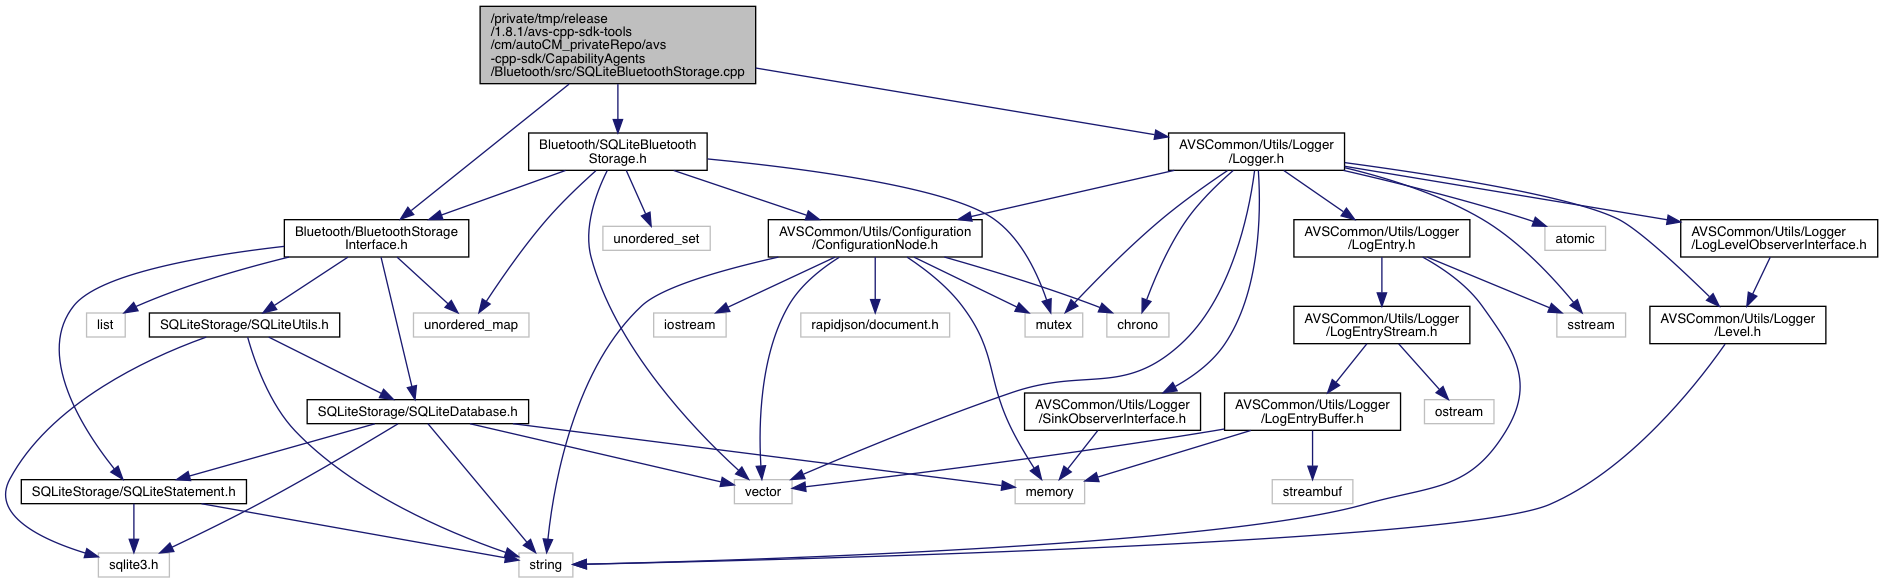 /private/tmp/release
/1.8.1/avs-cpp-sdk-tools
/cm/autoCM_privateRepo/avs
-cpp-sdk/CapabilityAgents
/Bluetooth/src/SQLiteBluetoothStorage.cpp
Bluetooth/SQLiteBluetooth
Storage.h
AVSCommon/Utils/Logger
/Logger.h
Bluetooth/BluetoothStorage
Interface.h
unordered_set
AVSCommon/Utils/Configuration
/ConfigurationNode.h
AVSCommon/Utils/Logger
/LogEntry.h
atomic
AVSCommon/Utils/Logger
/LogLevelObserverInterface.h
list
SQLiteStorage/SQLiteUtils.h
unordered_map
iostream
rapidjson/document.h
mutex
chrono
AVSCommon/Utils/Logger
/LogEntryStream.h
sstream
AVSCommon/Utils/Logger
/Level.h
SQLiteStorage/SQLiteDatabase.h
AVSCommon/Utils/Logger
/SinkObserverInterface.h
AVSCommon/Utils/Logger
/LogEntryBuffer.h
ostream
SQLiteStorage/SQLiteStatement.h
vector
memory
streambuf
sqlite3.h
string